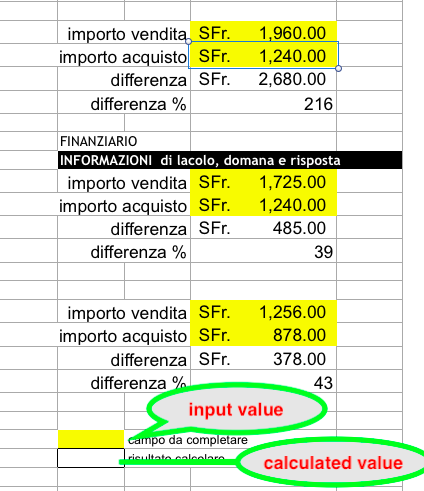 importo vendita SFr. 1,960.00
importo acquisto SFr. 1,240.00
differenza SFr. 2,680.00
differenza % 216
FINANZIARIO
INFORMAZIONI di lacolo, domana e risposta
importo vendita SFr. 1,725.00
importo acquisto SFr. 1,240.00
differenza SFr. 485.00
differenza % 39
importo vendita SFr. 1,256.00
importo acquisto SFr. 878.00
differenza SFr. 378.00
differenza % 43
input value
campo da completare
risultato calcolare
calculated value